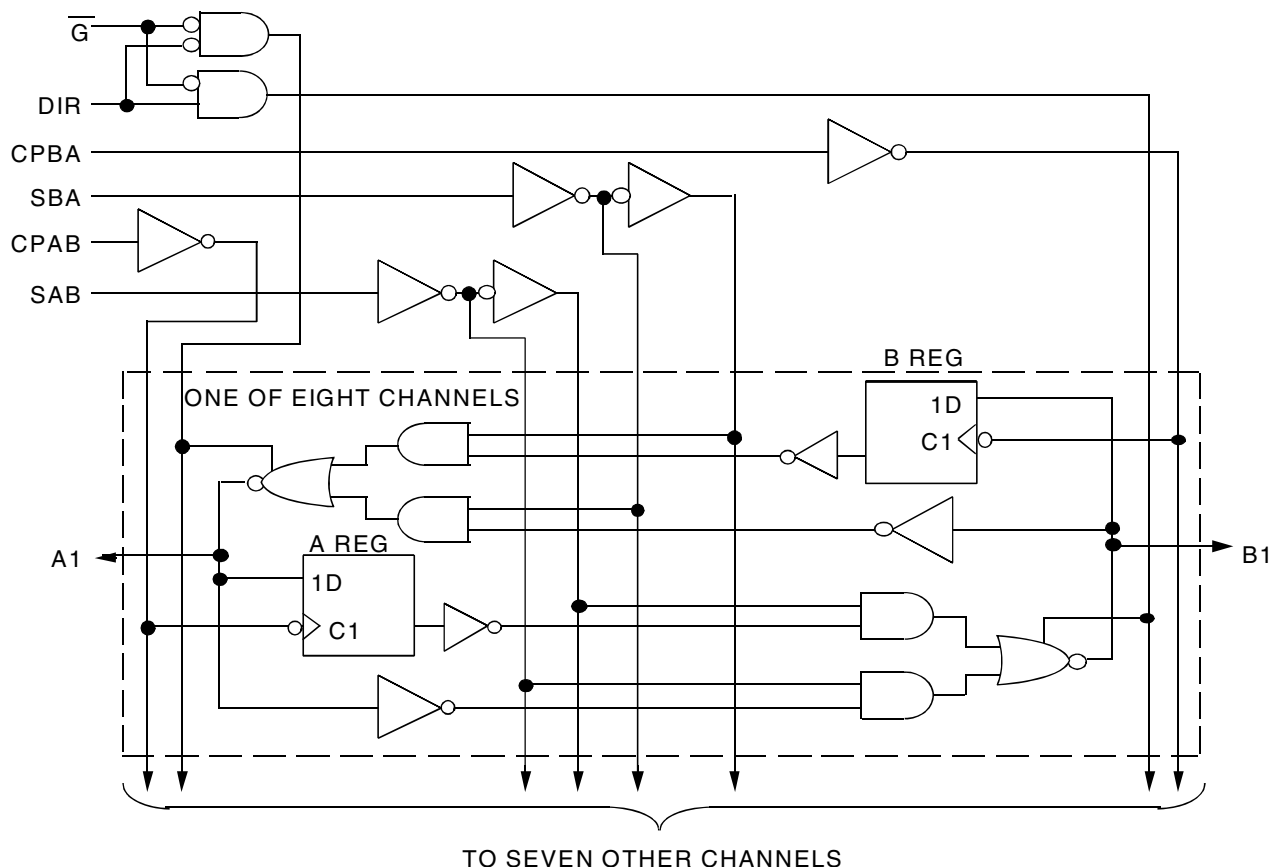 G
DIR
CPBA
SBA
CPAB
SAB
B REG
ONE OF EIGHT CHANNELS
1D
C1
A REG
A1
B1
1D
C1
TO SEVEN OTHER CHANNELS